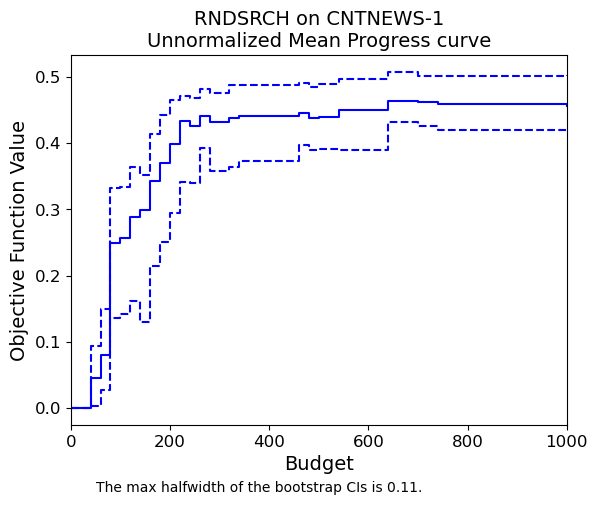 RNDSRCH on CNTNEWS-1
Unnormalized Mean Progress curve
Objective Function Value
0.5
0.4
0.3
0.2
0.1
0.0
0 200 400 600 800 1000
Budget
The max halfwidth of the bootstrap CIs is 0.11.